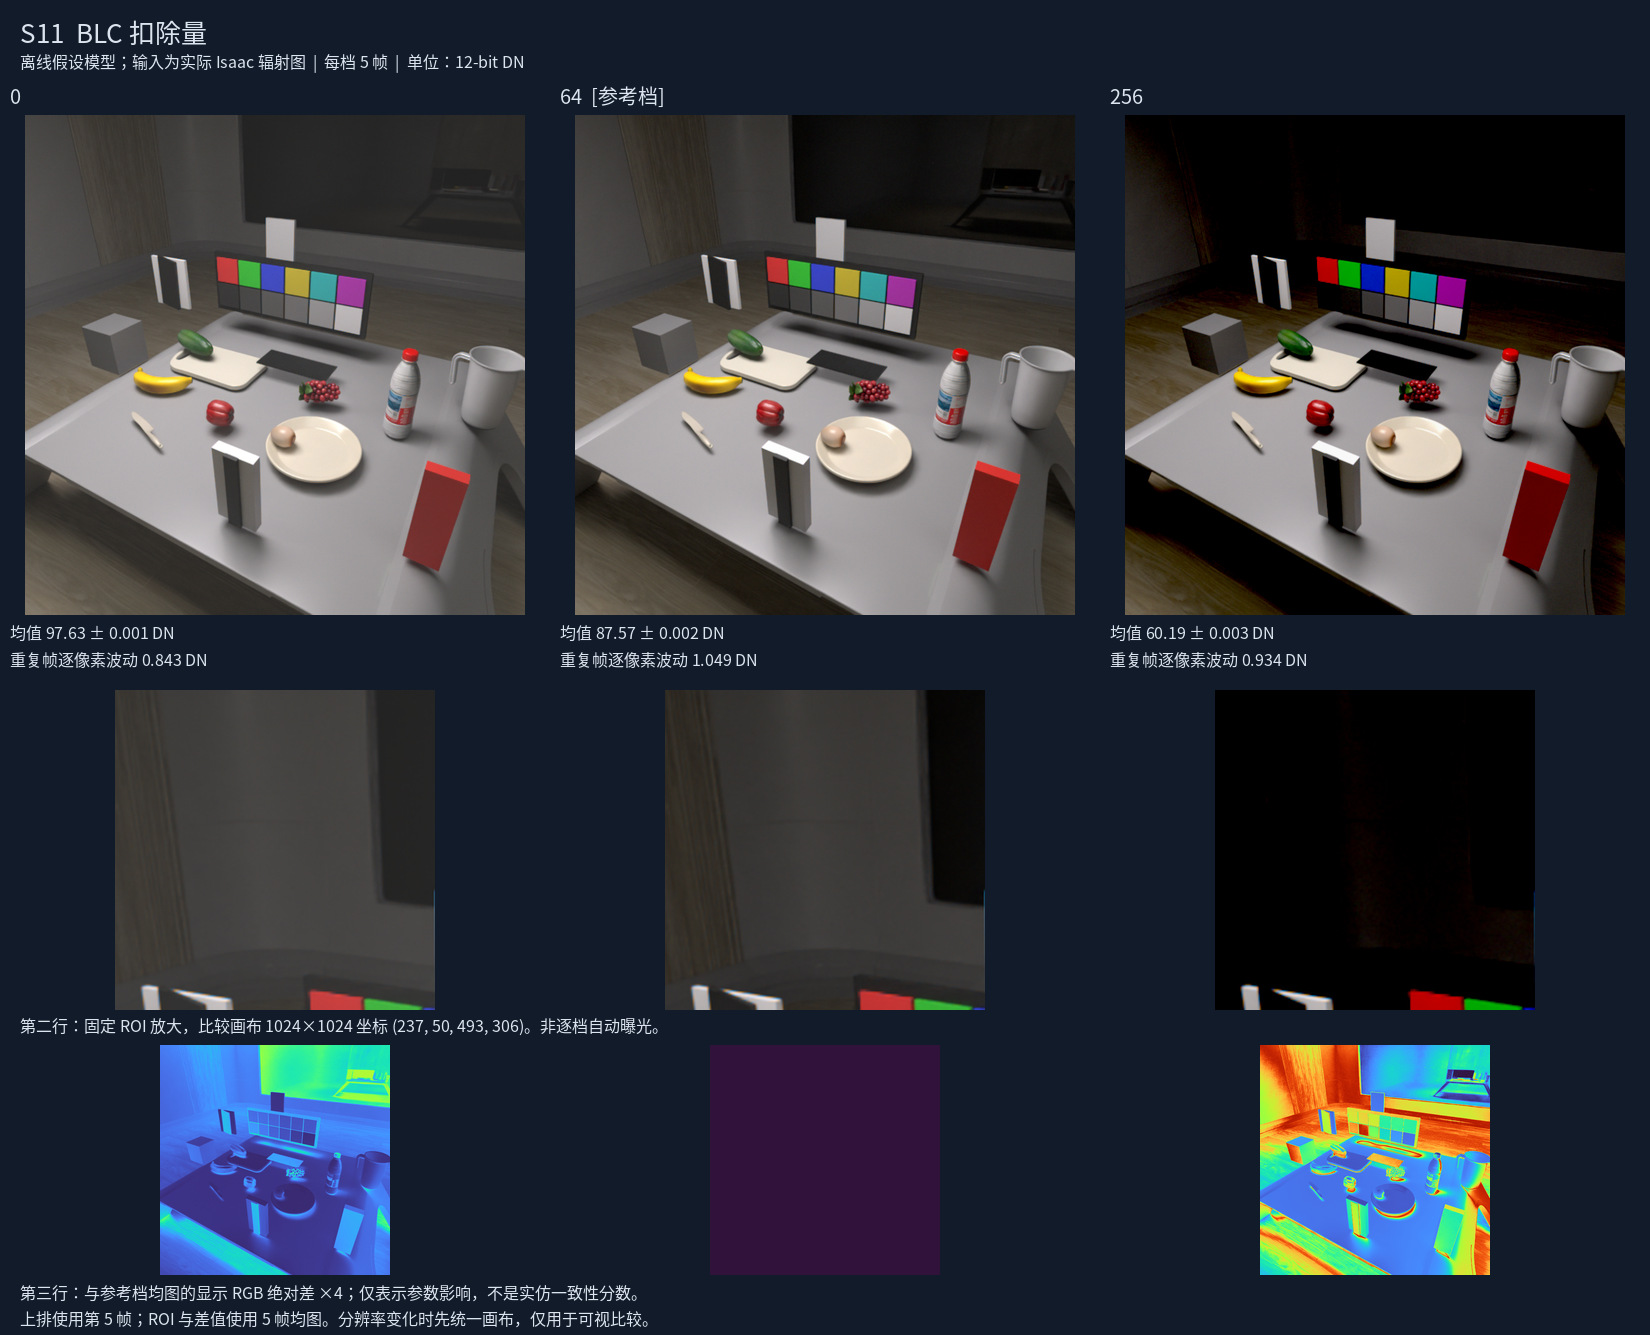 S11 BLC 扣除量
离线假设模型；输入为实际 Isaac 辐射图 | 每档 5 帧 | 单位：12-bit DN
0
64 [参考档]
256
均值 97.63 ± 0.001 DN
重复帧逐像素波动 0.843 DN
均值 87.57 ± 0.002 DN
重复帧逐像素波动 1.049 DN
均值 60.19 ± 0.003 DN
重复帧逐像素波动 0.934 DN
第二行：固定 ROI 放大，比较画布 1024×1024 坐标 (237, 50, 493, 306)。非逐档自动曝光。
第三行：与参考档均图的显示 RGB 绝对差 ×4；仅表示参数影响，不是实仿一致性分数。
上排使用第 5 帧；ROI 与差值使用 5 帧均图。分辨率变化时先统一画布，仅用于可视比较。